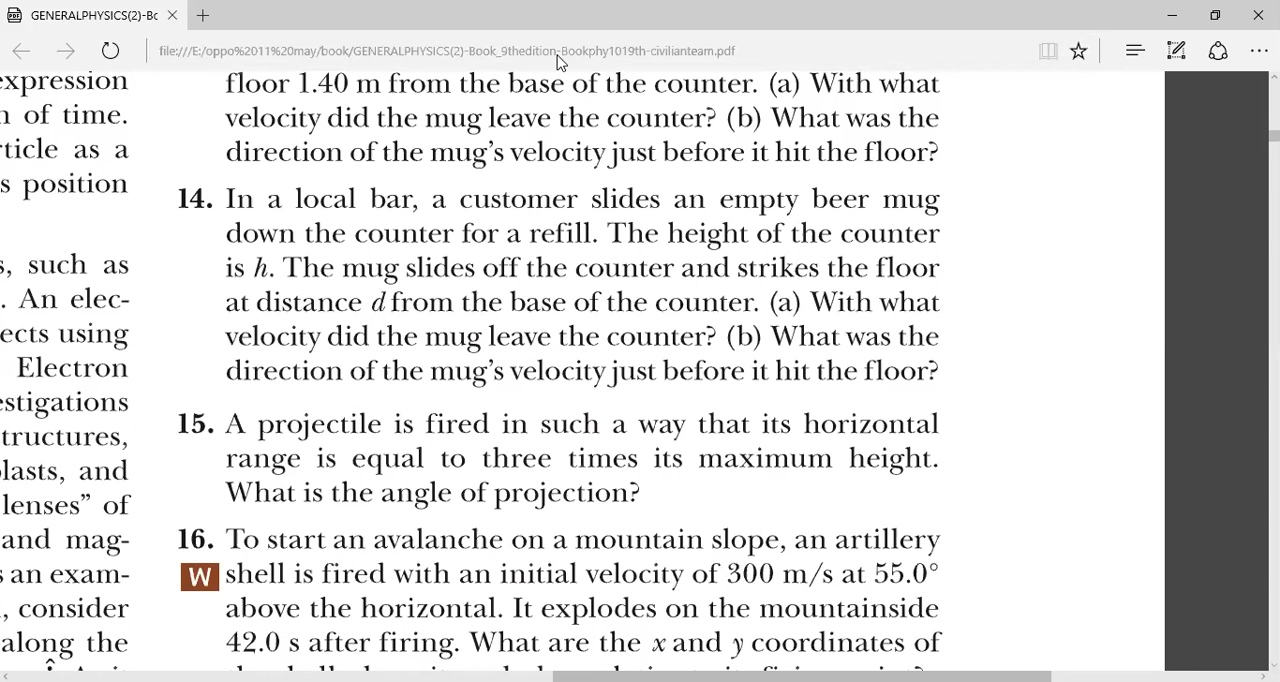 GENERALPHYSICS(2)-Bc
file:///E:/oppo%2011%20may/book/GENERALPHYSICS(2)-Book_9thedition-Bookphy1019th-civilianteam.pdf
expression
n of time.
rticle as a
s position
s, such as
. An elec-
ects using
Electron
estigations
tructures,
plasts, and
lenses” of
and mag-
s an exam-
, consider
along the
floor 1.40 m from the base of the counter. (a) With what
velocity did the mug leave the counter? (b) What was the
direction of the mug’s velocity just before it hit the floor?
14. In a local bar, a customer slides an empty beer mug
down the counter for a refill. The height of the counter
is h. The mug slides off the counter and strikes the floor
at distance d from the base of the counter. (a) With what
velocity did the mug leave the counter? (b) What was the
direction of the mug’s velocity just before it hit the floor?
15. A projectile is fired in such a way that its horizontal
range is equal to three times its maximum height.
What is the angle of projection?
16. To start an avalanche on a mountain slope, an artillery
W shell is fired with an initial velocity of 300 m/s at 55.0°
above the horizontal. It explodes on the mountainside
42.0 s after firing. What are the x and y coordinates of